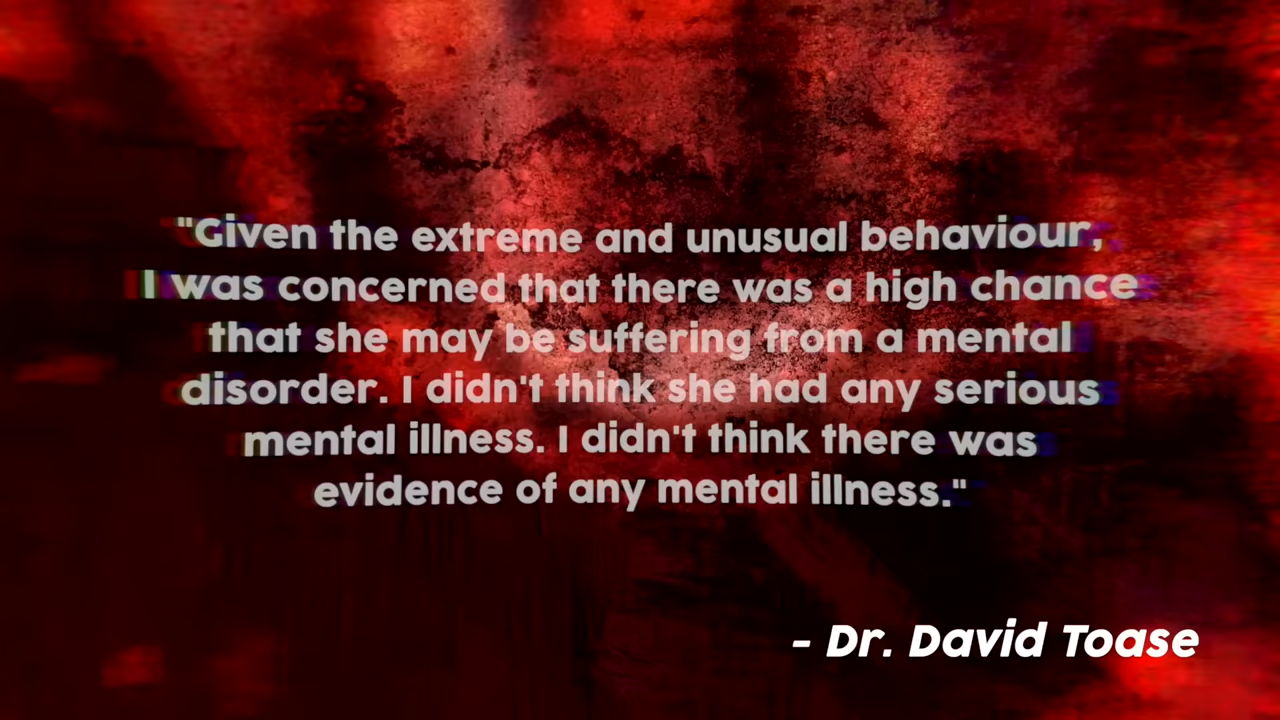 "Given the extreme and unusual behaviour,
I was concerned that there was a high chance
that she may be suffering from a mental
disorder. I didn't think she had any serious
mental illness. I didn't think there was
evidence of any mental illness."
- Dr. David Toase